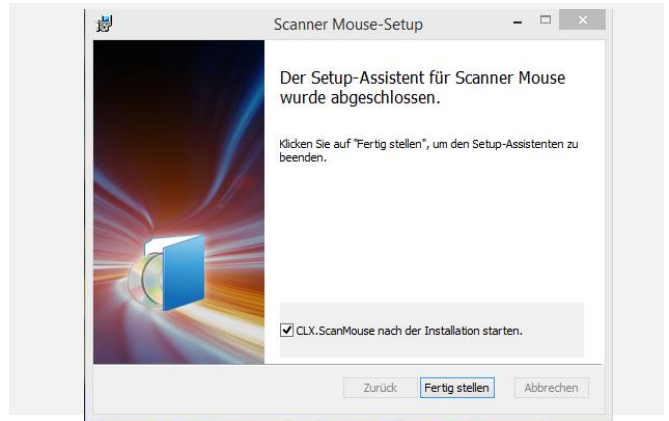 Scanner Mouse-Setup
Der Setup-Assistent für Scanner Mouse
wurde abgeschlossen.
Klicken Sie auf "Fertig stellen", um den Setup-Assistenten zu
beenden.
CLX.ScanMouse nach der Installation starten.
Zurück Fertig stellen Abbrechen